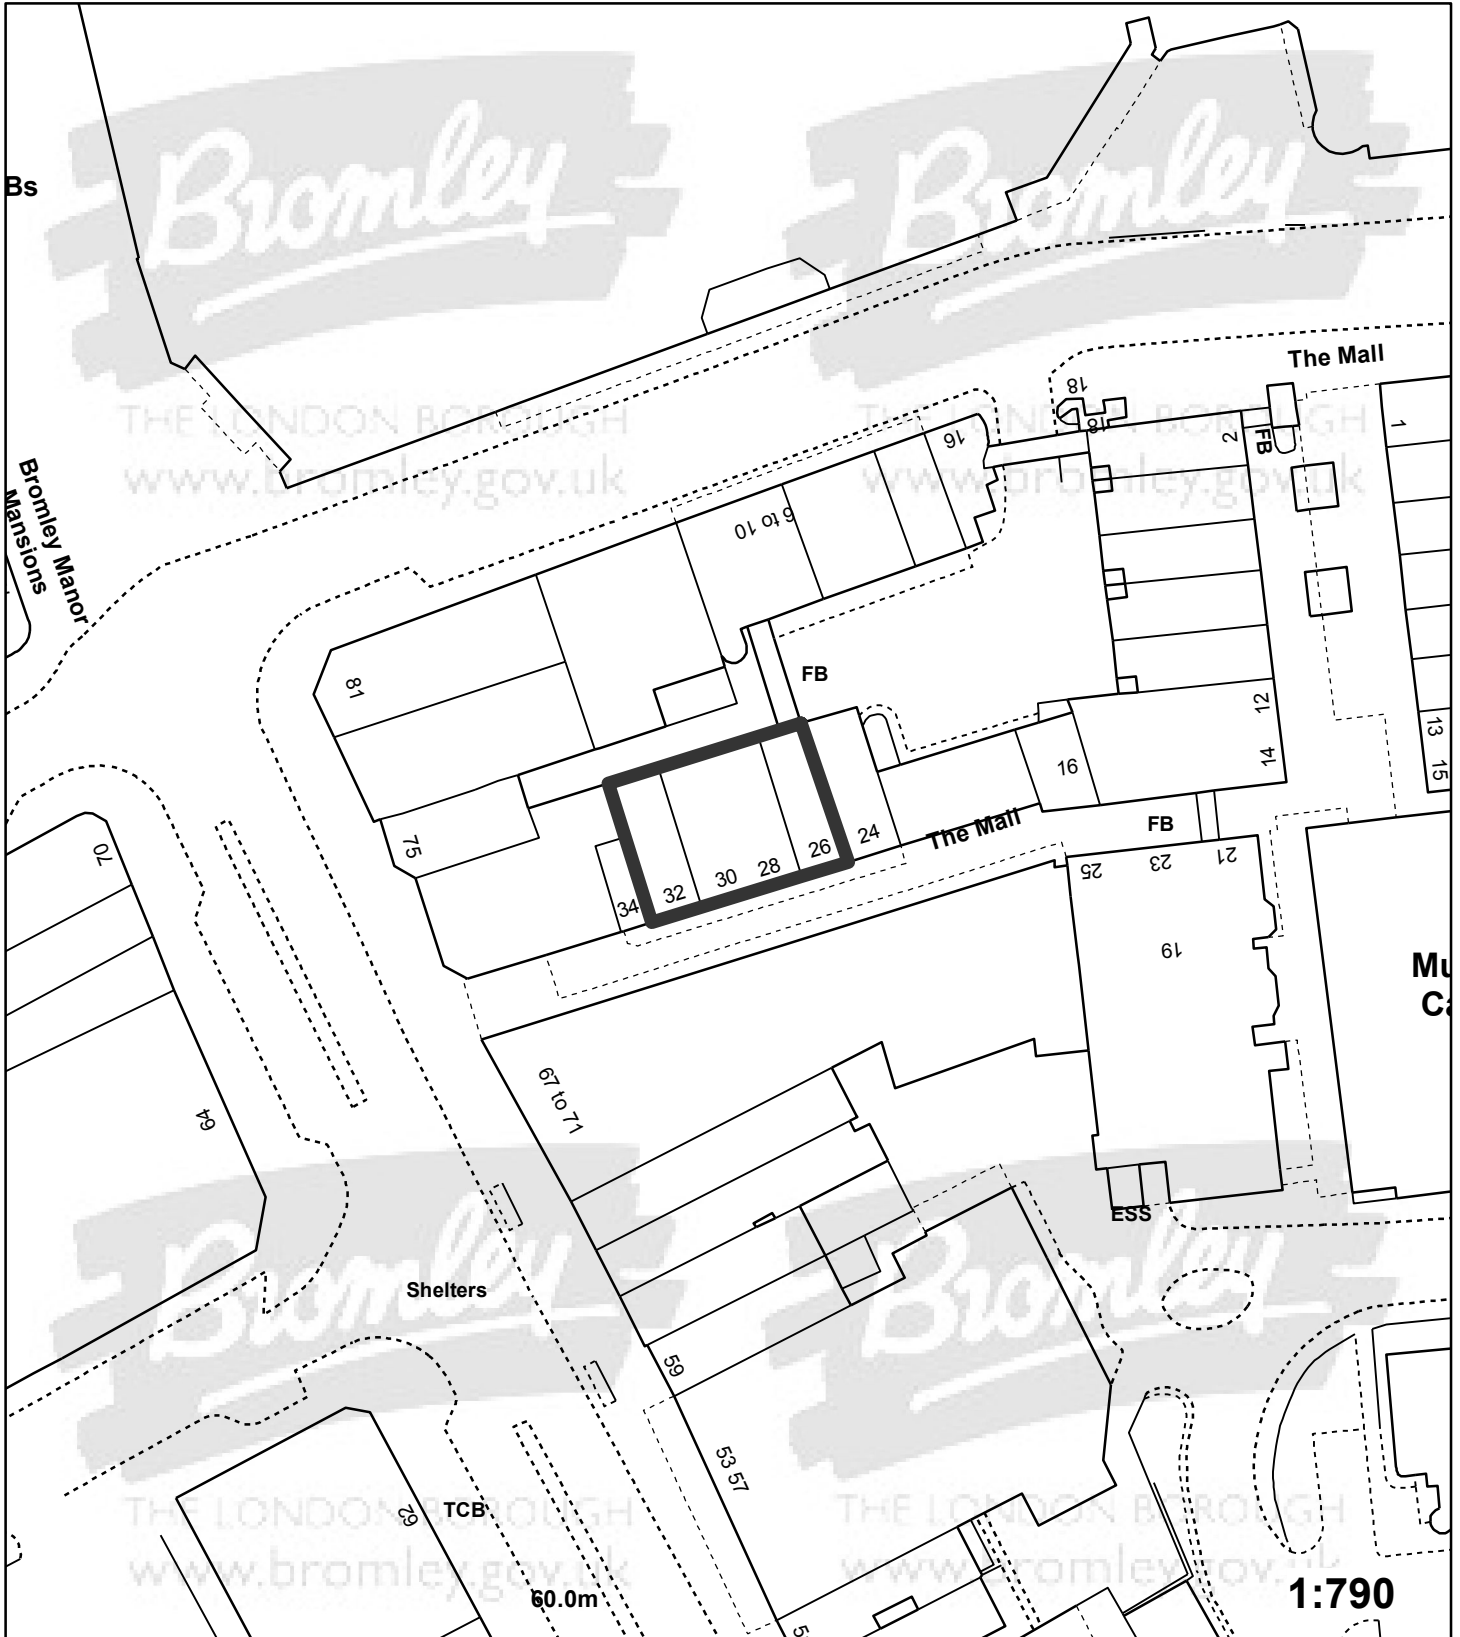 Bromley
Bromley
Bs
The Mall
18
THE LONDON BOROUGH
THE LONDON BOROUGH
16
18
2
FB
1
www.bromley.gov.uk
www.bromley.gov.uk
Bromley Manor
Mansions
6 to 10
FB
81
12
13
14
15
16
75
70
24
26
28
30
32
34
The Mall
FB
25
23
21
19
67 to 71
64
Bromley
Bromley
ESS
Shelters
59
53 57
62
TCB
THE LONDON BOROUGH
THE LONDON BOROUGH
www.bromley.gov.uk
www.bromley.gov.uk
60.0m
1:790